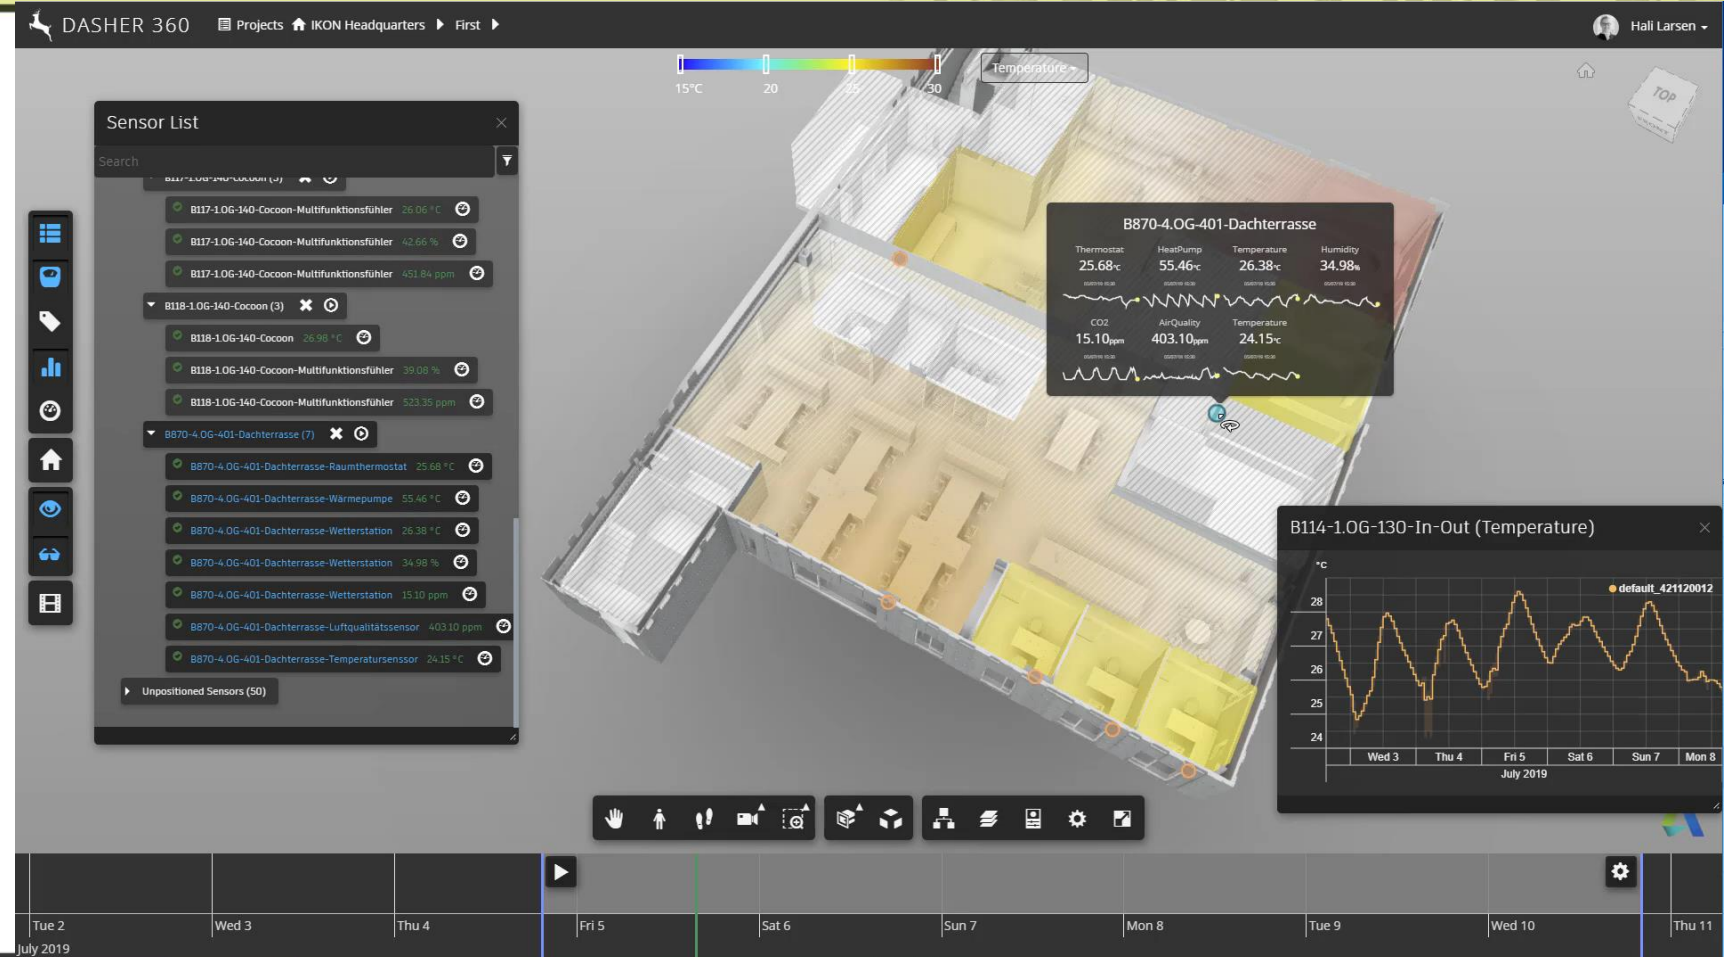 DASHER 360 Projects IKON Headquarters First
Hali Larsen
Temperature
15°C 20 25 30
TOP
Sensor List
Search
B117-1.OG-140-Cocoon (3)
B117-1.OG-140-Cocoon-Multifunktionsfühler 26.06 °C
B117-1.OG-140-Cocoon-Multifunktionsfühler 42.66 %
B117-1.OG-140-Cocoon-Multifunktionsfühler 451.84 ppm
B118-1.OG-140-Cocoon (3)
B118-1.OG-140-Cocoon 26.98 °C
B118-1.OG-140-Cocoon-Multifunktionsfühler 39.08 %
B118-1.OG-140-Cocoon-Multifunktionsfühler 523.35 ppm
B870-4.OG-401-Dachterrasse (7)
B870-4.OG-401-Dachterrasse-Raumthermostat 25.68 °C
B870-4.OG-401-Dachterrasse-Wärmepumpe 55.46 °C
B870-4.OG-401-Dachterrasse-Wetterstation 26.38 °C
B870-4.OG-401-Dachterrasse-Wetterstation 34.98 %
B870-4.OG-401-Dachterrasse-Wetterstation 15.10 ppm
B870-4.OG-401-Dachterrasse-Luftqualitätssensor 403.10 ppm
B870-4.OG-401-Dachterrasse-Temperatursenssor 24.15 °C
Unpositioned Sensors (50)
B870-4.OG-401-Dachterrasse
Thermostat HeatPump Temperature Humidity
25.68°C 55.46°C 26.38°C 34.98%
CO2 AirQuality Temperature
15.10ppm 403.10ppm 24.15°C
B114-1.OG-130-In-Out (Temperature)
°C
default_421120012
28
27
26
25
24
Wed 3 Thu 4 Fri 5 Sat 6 Sun 7 Mon 8
July 2019
Tue 2 Wed 3 Thu 4 Fri 5 Sat 6 Sun 7 Mon 8 Tue 9 Wed 10 Thu 11
July 2019